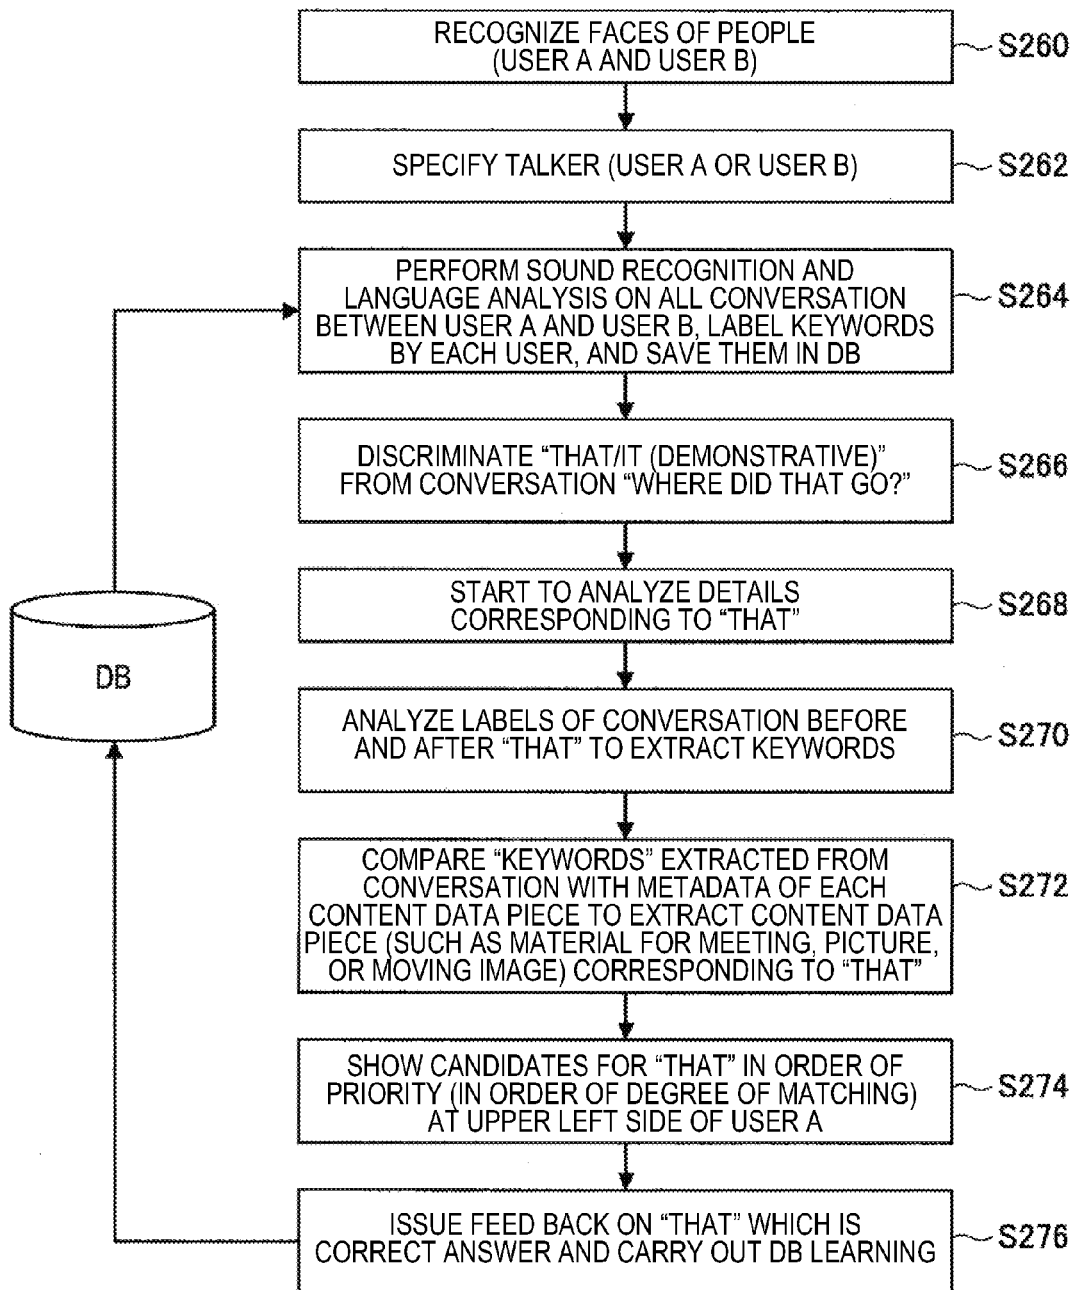 RECOGNIZE FACES OF PEOPLE
(USER A AND USER B)
S260
SPECIFY TALKER (USER A OR USER B)
S262
PERFORM SOUND RECOGNITION AND
LANGUAGE ANALYSIS ON ALL CONVERSATION
BETWEEN USER A AND USER B, LABEL KEYWORDS
BY EACH USER, AND SAVE THEM IN DB
S264
DISCRIMINATE “THAT/IT (DEMONSTRATIVE)”
FROM CONVERSATION “WHERE DID THAT GO?”
S266
START TO ANALYZE DETAILS
CORRESPONDING TO “THAT”
S268
DB
ANALYZE LABELS OF CONVERSATION BEFORE
AND AFTER “THAT” TO EXTRACT KEYWORDS
S270
COMPARE “KEYWORDS” EXTRACTED FROM
CONVERSATION WITH METADATA OF EACH
CONTENT DATA PIECE TO EXTRACT CONTENT DATA
PIECE (SUCH AS MATERIAL FOR MEETING, PICTURE,
OR MOVING IMAGE) CORRESPONDING TO “THAT”
S272
SHOW CANDIDATES FOR “THAT” IN ORDER OF
PRIORITY (IN ORDER OF DEGREE OF MATCHING)
AT UPPER LEFT SIDE OF USER A
S274
ISSUE FEED BACK ON “THAT” WHICH IS
CORRECT ANSWER AND CARRY OUT DB LEARNING
S276